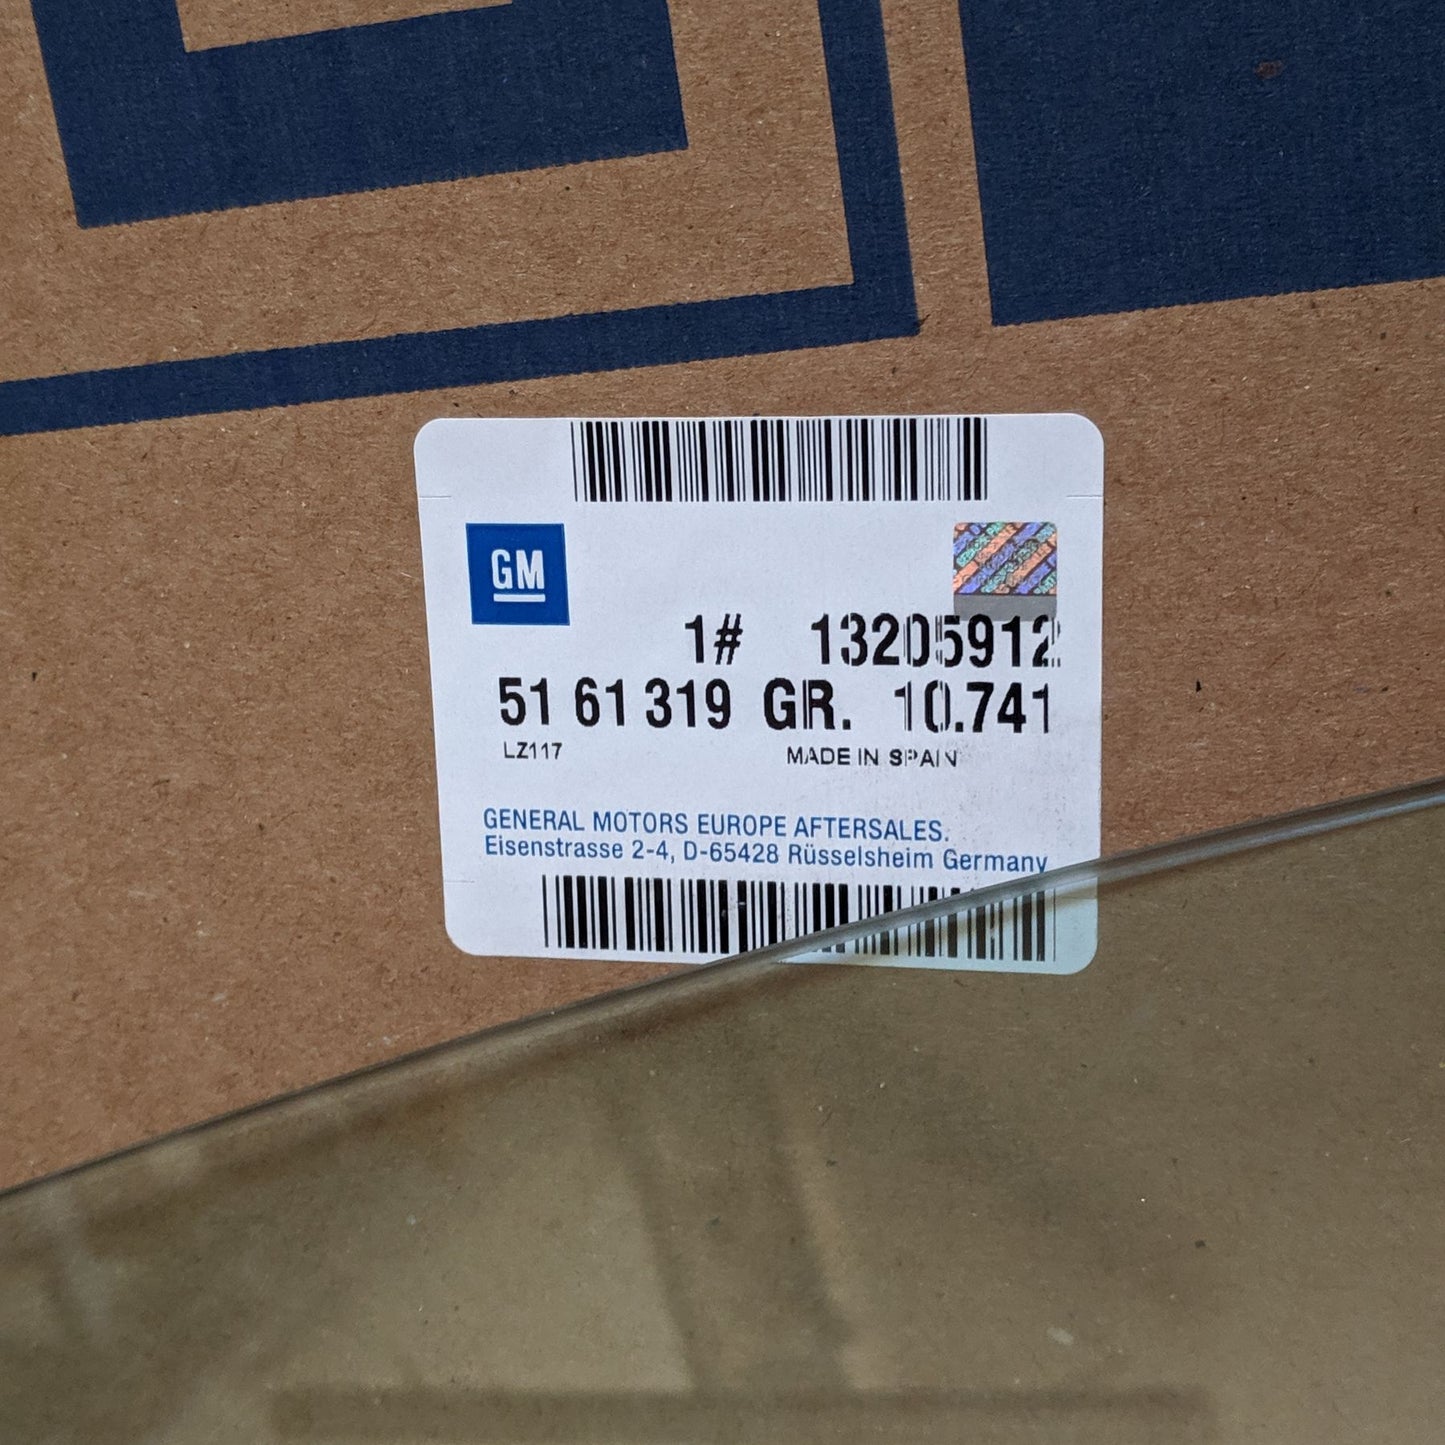 GM
1# 13205912
51 61 319 GR. 10.741
LZ117 MADE IN SPAIN
GENERAL MOTORS EUROPE AFTERSALES.
Eisenstrasse 2-4, D-65428 Rüsselsheim Germany